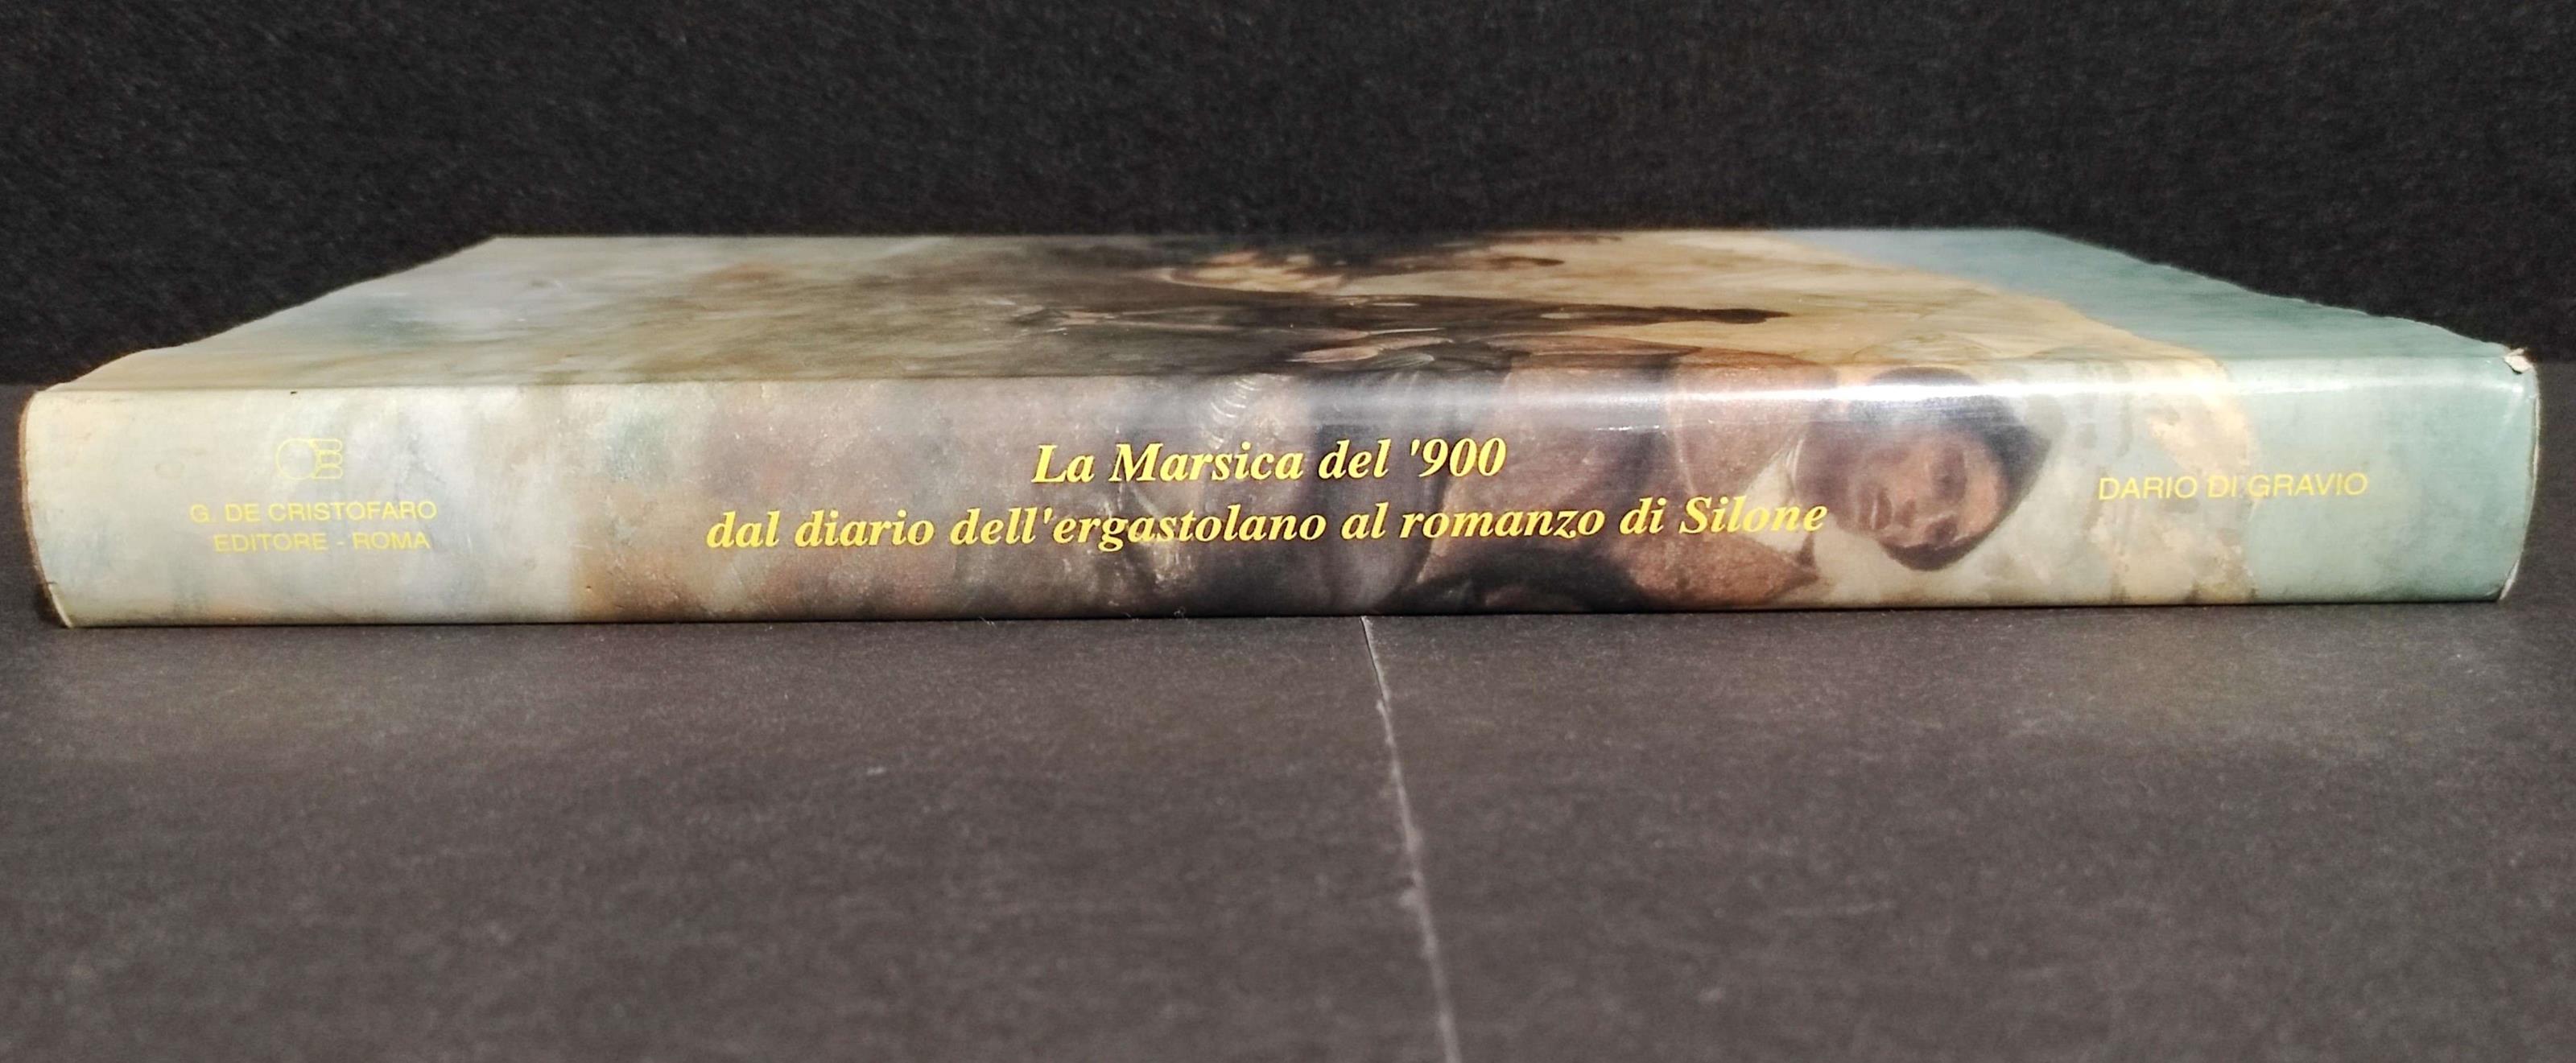 G. DE CRISTOFARO
EDITORE - ROMA
La Marsica del '900
dal diario dell'ergastolano al romanzo di Silone
DARIO DI GRAVIO